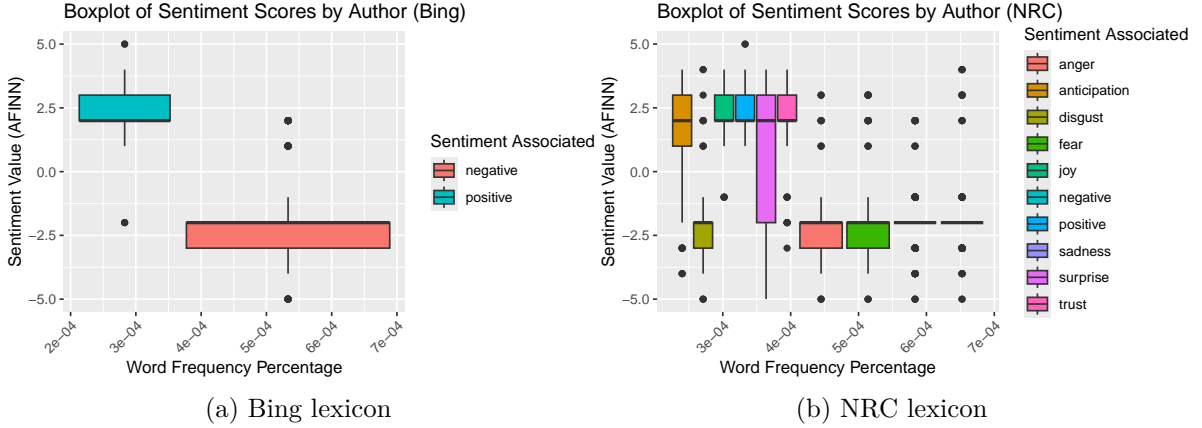 Boxplot of Sentiment Scores by Author (Bing)
5.0
2.5
0.0
−2.5
−5.0
Sentiment Value (AFINN)
2e−04
3e−04
4e−04
5e−04
6e−04
7e−04
Word Frequency Percentage
Sentiment Associated
negative
positive
(a) Bing lexicon
Boxplot of Sentiment Scores by Author (NRC)
5.0
2.5
0.0
−2.5
−5.0
Sentiment Value (AFINN)
3e−04
4e−04
5e−04
6e−04
7e−04
Word Frequency Percentage
Sentiment Associated
anger
anticipation
disgust
fear
joy
negative
positive
sadness
surprise
trust
(b) NRC lexicon